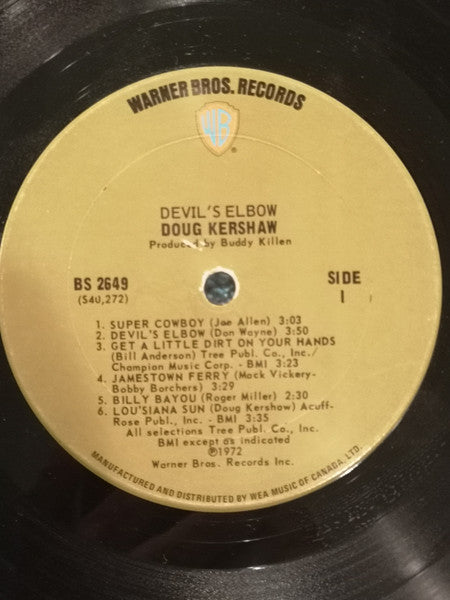 WARNER BROS. RECORDS
WB
®
DEVIL'S ELBOW
DOUG KERSHAW
Produced by Buddy Killen
BS 2649
(S40,272)
SIDE
1
1. SUPER COWBOY (Joe Allen) 3:03
2. DEVIL'S ELBOW (Don Wayne) 3:50
3. GET A LITTLE DIRT ON YOUR HANDS
(Bill Anderson) Tree Publ. Co., Inc./
Champion Music Corp. - BMI 3:23
4. JAMESTOWN FERRY (Mack Vickery-
Bobby Borchers) 3:29
5. BILLY BAYOU (Roger Miller) 2:30
6. LOU'SIANA SUN (Doug Kershaw) Acuff-
Rose Publ., Inc. - BMI 3:35
All selections Tree Publ. Co., Inc.
BMI except as indicated
℗1972
Warner Bros. Records Inc.
MANUFACTURED AND DISTRIBUTED BY WEA MUSIC OF CANADA, LTD.